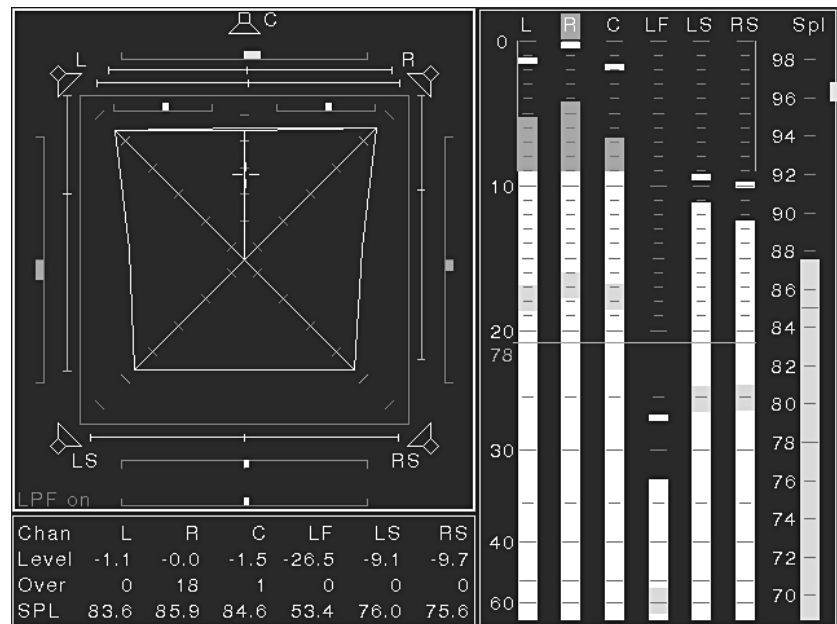 C
L R
LS RS
LPF on
Chan L R C LF LS RS
Level -1.1 -0.0 -1.5 -26.5 -9.1 -9.7
Over 0 18 1 0 0 0
SPL 83.6 85.9 84.6 53.4 76.0 75.6
L R C LF LS RS Spl
0
10
20
78
30
40
60
98
96
94
92
90
88
86
84
82
80
78
76
74
72
70